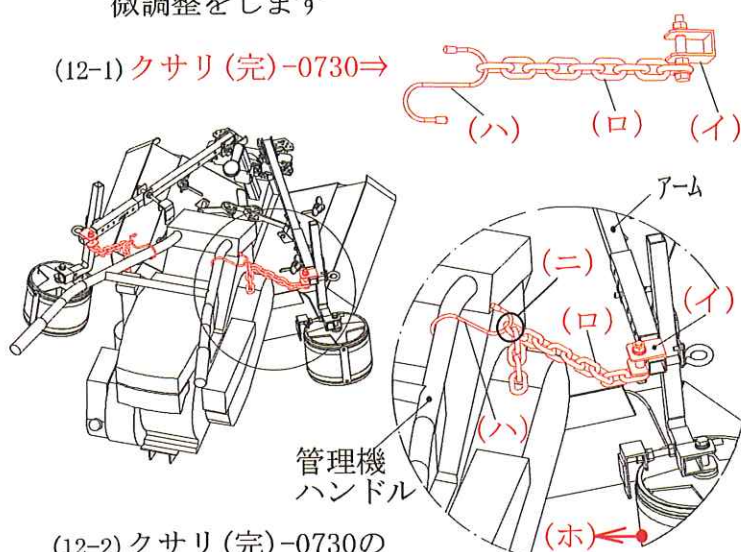 微調整をします
(12-1)クサリ(完)-0730⇒
(ハ)
(ロ)
(イ)
アーム
(ニ)
(ロ)
(イ)
(ハ)
管理機
ハンドル
(ホ)
(12-2)クサリ(完)-0730の